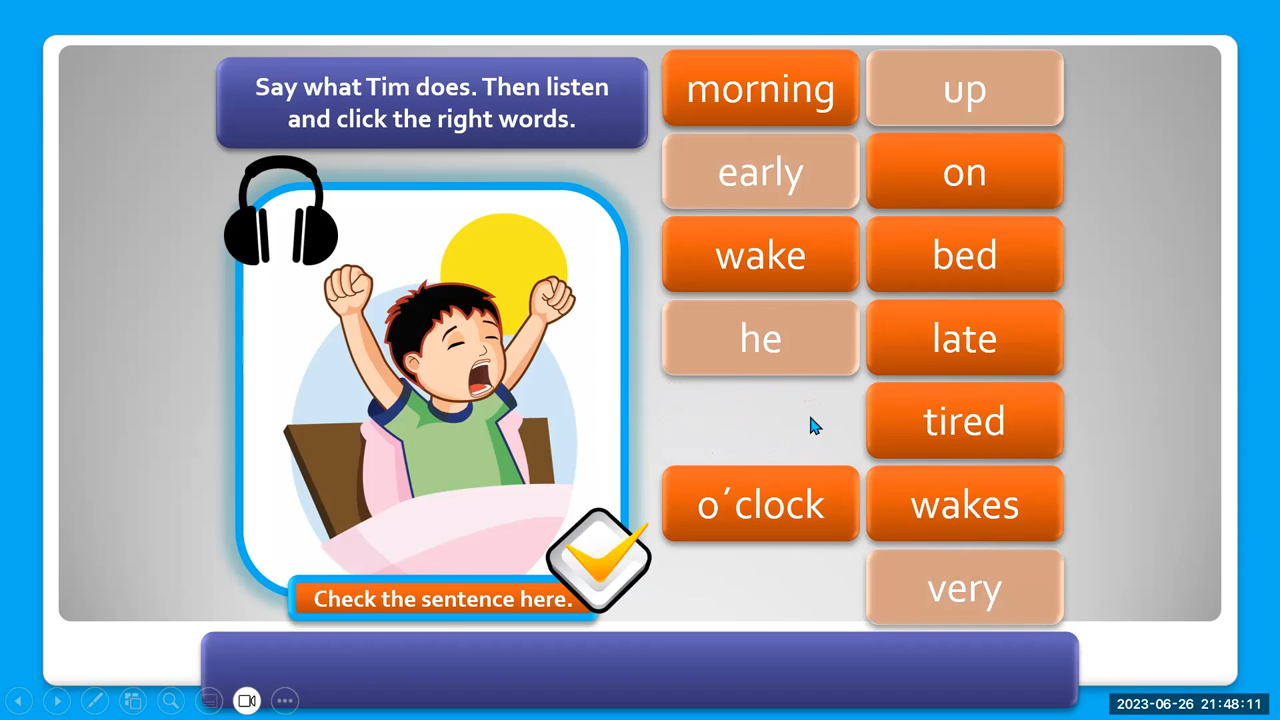 Say what Tim does. Then listen
and click the right words.
morning
up
early
on
wake
bed
he
late
tired
o´clock
wakes
very
Check the sentence here.
2023-06-26 21:48:11